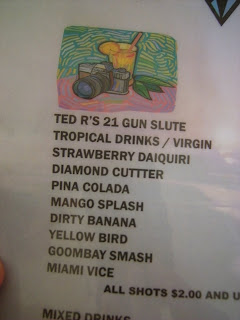 TED R'S 21 GUN SLUTE
TROPICAL DRINKS / VIRGIN
STRAWBERRY DAIQUIRI
DIAMOND CUTTTER
PINA COLADA
MANGO SPLASH
DIRTY BANANA
YELLOW BIRD
GOOMBAY SMASH
MIAMI VICE
ALL SHOTS $2.00 AND U
MIXED DRINKS